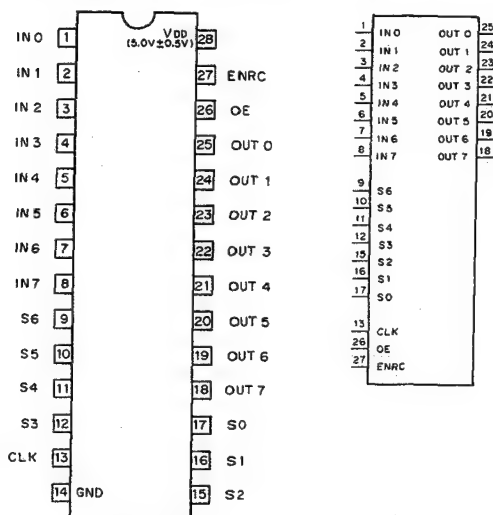 IN 0 1 VDD 28
(5.0V±0.5V)
IN 1 2 27 ENRC
IN 2 3 26 OE
IN 3 4 25 OUT 0
IN 4 5 24 OUT 1
IN 5 6 23 OUT 2
IN 6 7 22 OUT 3
IN 7 8 21 OUT 4
S6 9 20 OUT 5
S5 10 19 OUT 6
S4 11 18 OUT 7
S3 12 17 S0
CLK 13 16 S1
14 GND 15 S2
1 IN 0 OUT 0 25
2 IN 1 OUT 1 24
3 IN 2 OUT 2 23
4 IN 3 OUT 3 22
5 IN 4 OUT 4 21
6 IN 5 OUT 5 20
7 IN 6 OUT 6 19
8 IN 7 OUT 7 18
9 S6
10 S5
11 S4
12 S3
15 S2
16 S1
17 S0
13 CLK
26 OE
27 ENRC